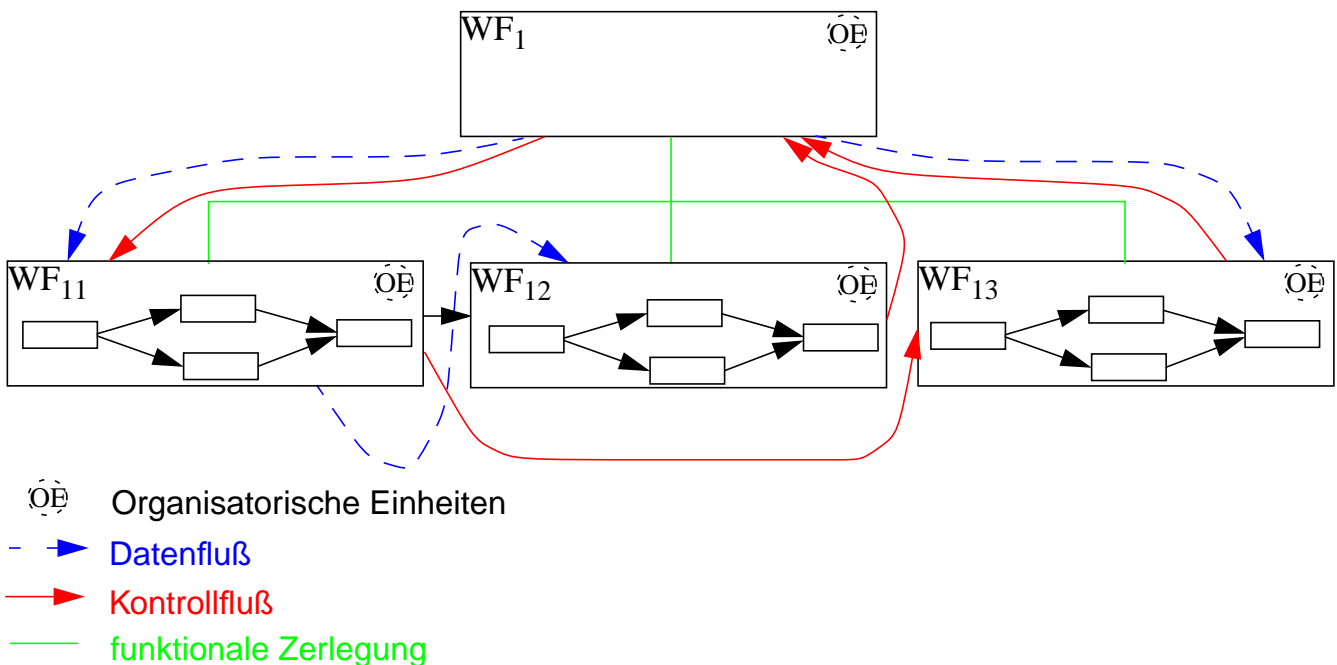 WF1 OE
WF11 OE
WF12 OE
WF13 OE
OE Organisatorische Einheiten
Datenfluß
Kontrollfluß
funktionale Zerlegung